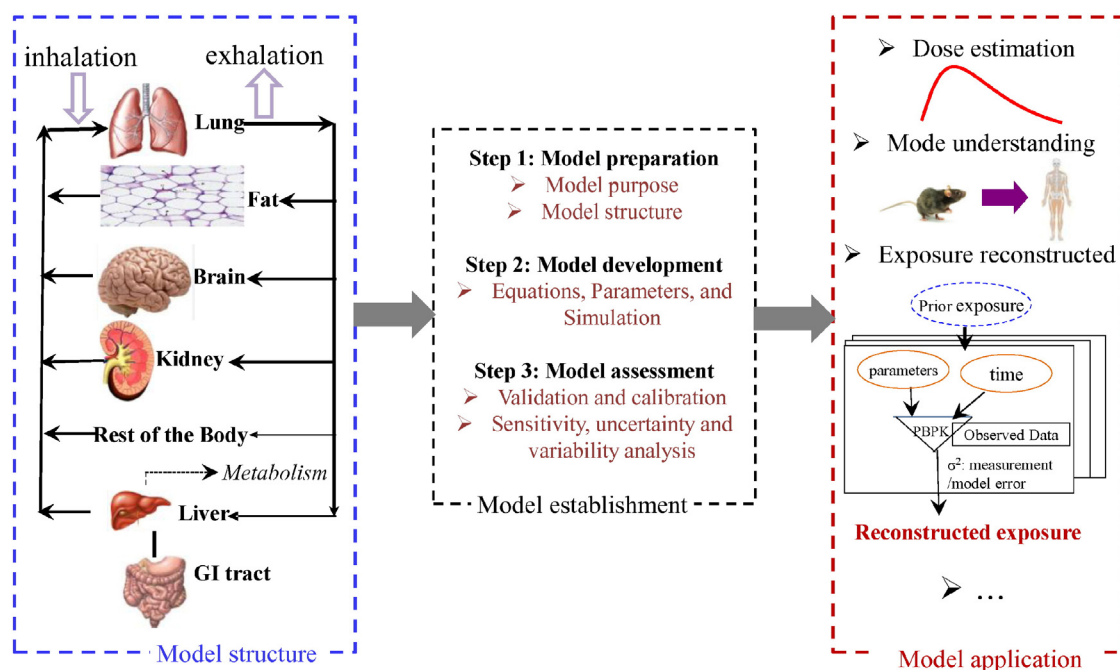 inhalation
exhalation
Lung
Fat
Brain
Kidney
Rest of the Body
Metabolism
Liver
GI tract
Model structure
Step 1: Model preparation
➢ Model purpose
➢ Model structure
Step 2: Model development
➢ Equations, Parameters, and
Simulation
Step 3: Model assessment
➢ Validation and calibration
➢ Sensitivity, uncertainty and
variability analysis
Model establishment
➢ Dose estimation
➢ Mode understanding
➢ Exposure reconstructed
Prior exposure
parameters
time
PBPK
Observed Data
σ²: measurement
/model error
Reconstructed exposure
➢ …
Model application